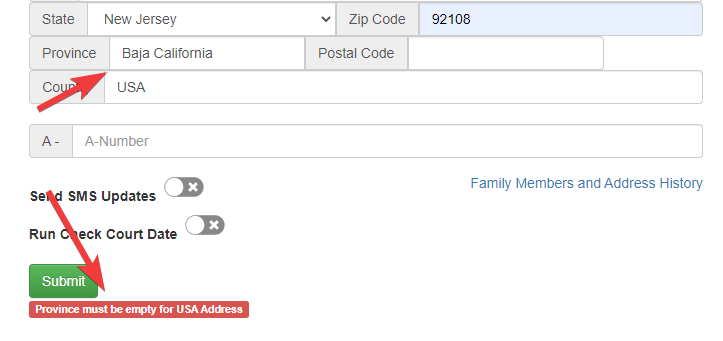 State New Jersey Zip Code 92108
Province Baja California Postal Code
Country USA
A - A-Number
Send SMS Updates Family Members and Address History
Run Check Court Date
Submit
Province must be empty for USA Address